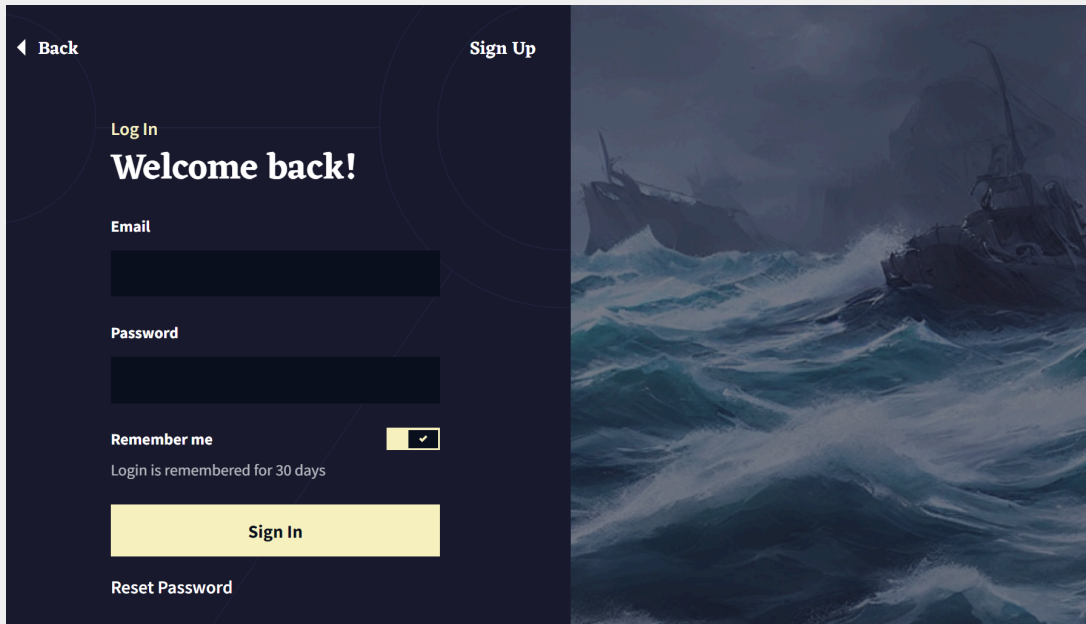 Back
Sign Up
Log In
Welcome back!
Email
Password
Remember me
Login is remembered for 30 days
Sign In
Reset Password